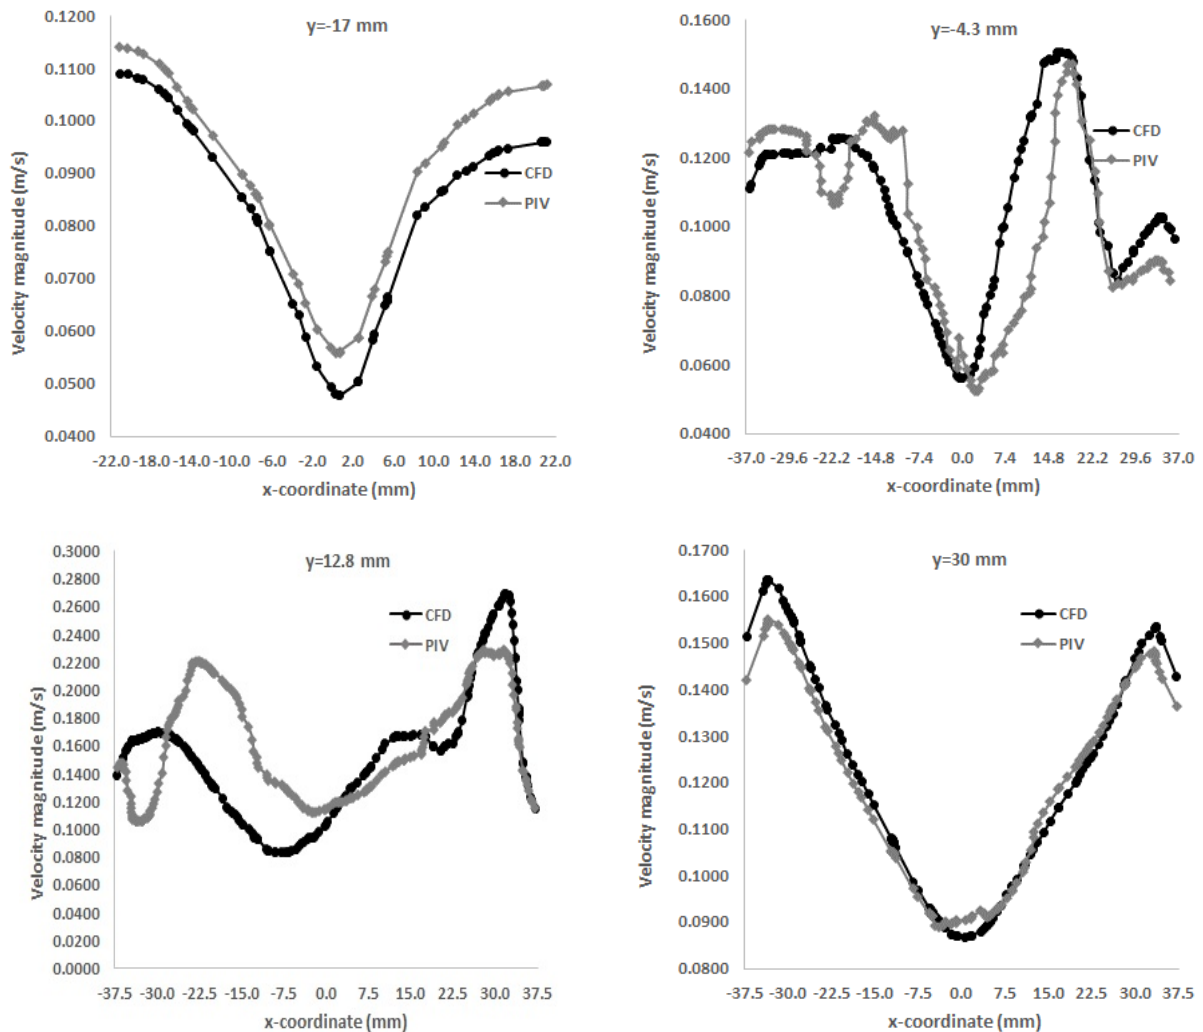 y=-17 mm
0.1200
0.1100
0.1000
0.0900
0.0800
0.0700
0.0600
0.0500
0.0400
Velocity magnitude (m/s)
CFD
PIV
-22.0 -18.0 -14.0 -10.0 -6.0 -2.0 2.0 6.0 10.0 14.0 18.0 22.0
x-coordinate (mm)
y=-4.3 mm
0.1600
0.1400
0.1200
0.1000
0.0800
0.0600
0.0400
Velocity magnitude (m/s)
CFD
PIV
-37.0 -29.6 -22.2 -14.8 -7.4 0.0 7.4 14.8 22.2 29.6 37.0
x-coordinate (mm)
y=12.8 mm
0.3000
0.2800
0.2600
0.2400
0.2200
0.2000
0.1800
0.1600
0.1400
0.1200
0.1000
0.0800
0.0600
0.0400
0.0200
0.0000
Velocity magnitude (m/s)
CFD
PIV
-37.5 -30.0 -22.5 -15.0 -7.5 0.0 7.5 15.0 22.5 30.0 37.5
x-coordinate (mm)
y=30 mm
0.1700
0.1600
0.1500
0.1400
0.1300
0.1200
0.1100
0.1000
0.0900
0.0800
Velocity magnitude (m/s)
CFD
PIV
-37.5 -30.0 -22.5 -15.0 -7.5 0.0 7.5 15.0 22.5 30.0 37.5
x-coordinate (mm)